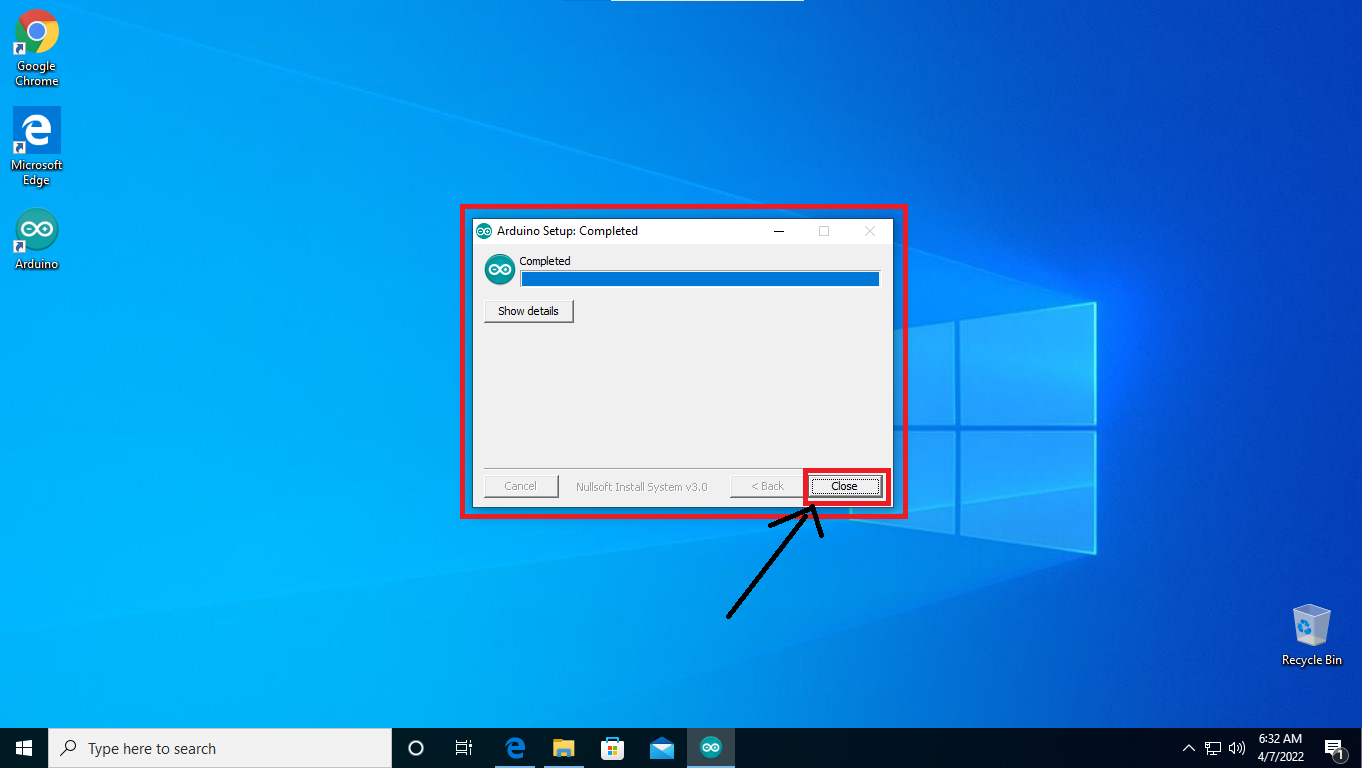 Google
Chrome
Microsoft
Edge
Arduino
Arduino Setup: Completed
Completed
Show details
Cancel
Nullsoft Install System v3.0
< Back
Close
Recycle Bin
Type here to search
6:32 AM
4/7/2022
1